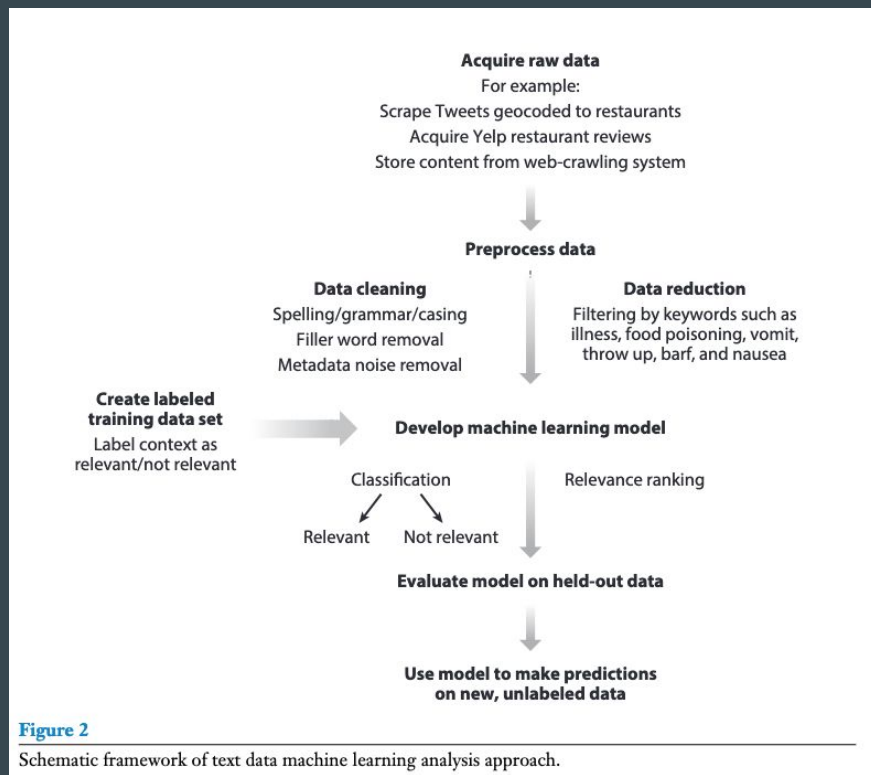 Acquire raw data
For example:
Scrape Tweets geocoded to restaurants
Acquire Yelp restaurant reviews
Store content from web-crawling system
Preprocess data
Data cleaning
Spelling/grammar/casing
Filler word removal
Metadata noise removal
Data reduction
Filtering by keywords such as
illness, food poisoning, vomit,
throw up, barf, and nausea
Create labeled
training data set
Label context as
relevant/not relevant
Develop machine learning model
Classification
Relevant
Not relevant
Relevance ranking
Evaluate model on held-out data
Use model to make predictions
on new, unlabeled data
Figure 2
Schematic framework of text data machine learning analysis approach.